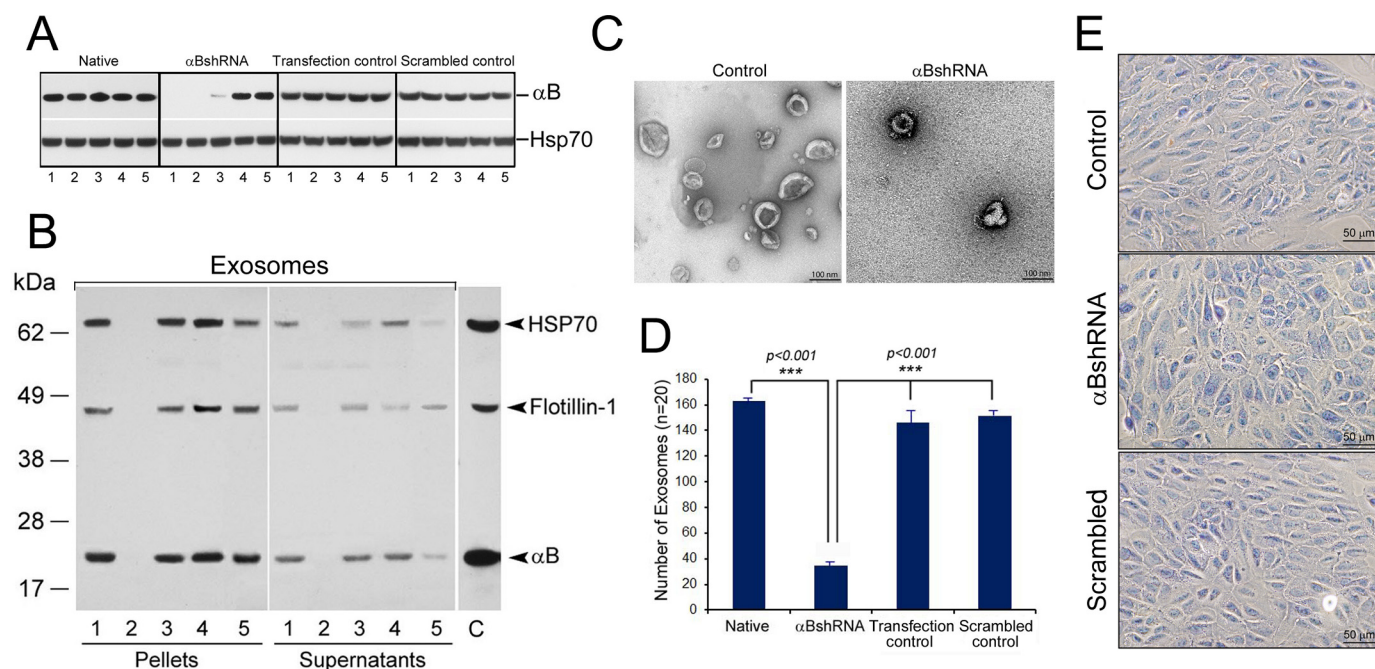 A
Native αBshRNA Transfection control Scrambled control
αB
Hsp70
1 2 3 4 5 1 2 3 4 5 1 2 3 4 5 1 2 3 4 5
B
Exosomes
kDa
62
49
38
28
17
HSP70
Flotillin-1
αB
1 2 3 4 5 1 2 3 4 5 C
Pellets Supernatants
C
Control αBshRNA
100 nm 100 nm
D
p<0.001 p<0.001
*** ***
Number of Exosomes (n=20)
180
160
140
120
100
80
60
40
20
0
Native αBshRNA Transfection control Scrambled control
E
Control
50 μm
αBshRNA
50 μm
Scrambled
50 μm